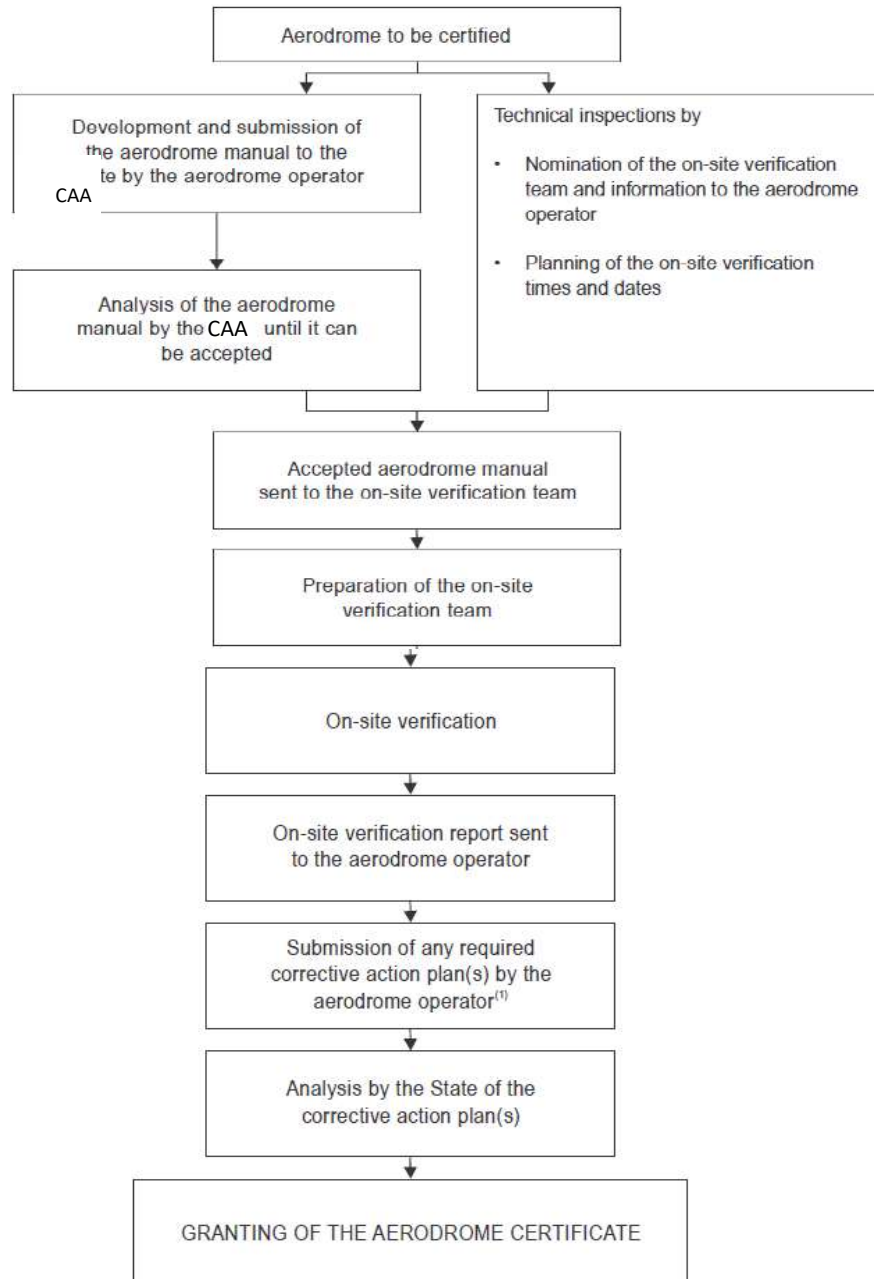 Aerodrome to be certified
Development and submission of
the aerodrome manual to the
te by the aerodrome operator
CAA
Technical inspections by
• Nomination of the on-site verification
team and information to the aerodrome
operator
• Planning of the on-site verification
times and dates
Analysis of the aerodrome
manual by the CAA until it can
be accepted
Accepted aerodrome manual
sent to the on-site verification team
Preparation of the on-site
verification team
On-site verification
On-site verification report sent
to the aerodrome operator
Submission of any required
corrective action plan(s) by the
aerodrome operator(1)
Analysis by the State of the
corrective action plan(s)
GRANTING OF THE AERODROME CERTIFICATE